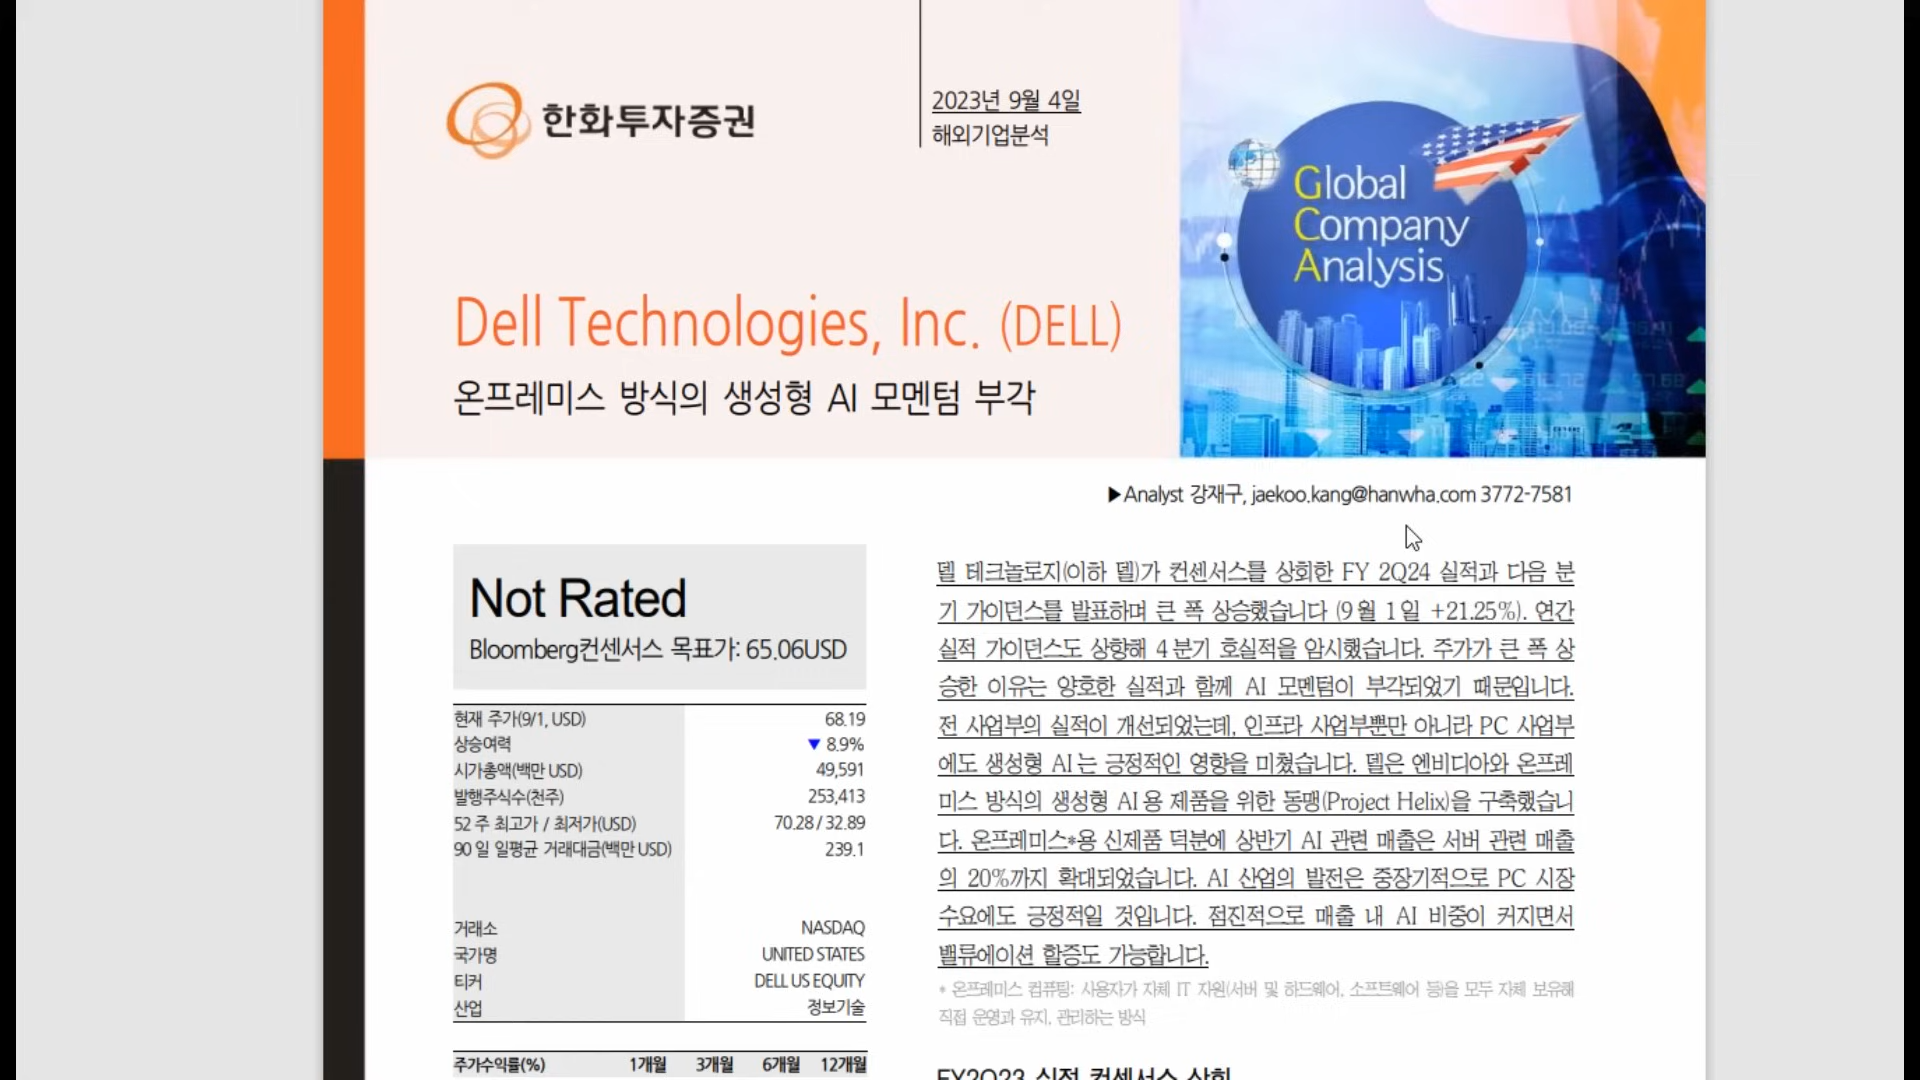 한화투자증권
2023년 9월 4일
해외기업분석
Global
Company
Analysis
Dell Technologies, Inc. (DELL)
온프레미스 방식의 생성형 AI 모멘텀 부각
▶Analyst 강재구, jaekoo.kang@hanwha.com 3772-7581
Not Rated
Bloomberg컨센서스 목표가: 65.06USD
현재 주가(9/1, USD) 68.19
상승여력 ▼ 8.9%
시가총액(백만 USD) 49,591
발행주식수(천주) 253,413
52 주 최고가 / 최저가(USD) 70.28 / 32.89
90 일 일평균 거래대금(백만 USD) 239.1
거래소 NASDAQ
국가명 UNITED STATES
티커 DELL US EQUITY
산업 정보기술
주가수익률(%) 1개월 3개월 6개월 12개월
델 테크놀로지(이하 델)가 컨센서스를 상회한 FY 2Q24 실적과 다음 분
기 가이던스를 발표하며 큰 폭 상승했습니다 (9월 1일 +21.25%). 연간
실적 가이던스도 상향해 4분기 호실적을 암시했습니다. 주가가 큰 폭 상
승한 이유는 양호한 실적과 함께 AI 모멘텀이 부각되었기 때문입니다.
전 사업부의 실적이 개선되었는데, 인프라 사업부뿐만 아니라 PC 사업부
에도 생성형 AI는 긍정적인 영향을 미쳤습니다. 델은 엔비디아와 온프레
미스 방식의 생성형 AI용 제품을 위한 동맹(Project Helix)을 구축했습니
다. 온프레미스*용 신제품 덕분에 상반기 AI 관련 매출은 서버 관련 매출
의 20%까지 확대되었습니다. AI 산업의 발전은 중장기적으로 PC 시장
수요에도 긍정적일 것입니다. 점진적으로 매출 내 AI 비중이 커지면서
밸류에이션 할증도 가능합니다.
* 온프레미스 컴퓨팅: 사용자가 자체 IT 자원(서버 및 하드웨어, 소프트웨어 등)을 모두 자체 보유해
직접 운영과 유지, 관리하는 방식
FY2Q23 실적 컨센서스 상회